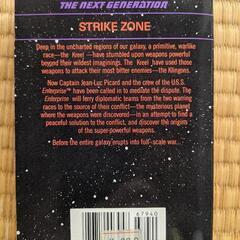 THE NEXT GENERATION
STRIKE ZONE
Deep in the uncharted regions of our galaxy, a primitive, warlike
race—the Kreel—have stumbled upon weapons powerful
beyond their wildest imaginings. The Kreel have used those
weapons to attack their most bitter enemies—the Klingons.
Now Captain Jean-Luc Picard and the crew of the U.S.S.
Enterprise™ have been called in to mediate the dispute. The
Enterprise will ferry diplomatic teams from the two warring
races to the source of their conflict—the mysterious planet
where the weapons were discovered—in an attempt to find a
peaceful solution to the conflict, and discover the origins of
the super-powerful weapons.
Before the entire galaxy erupts into full-scale war...
67940